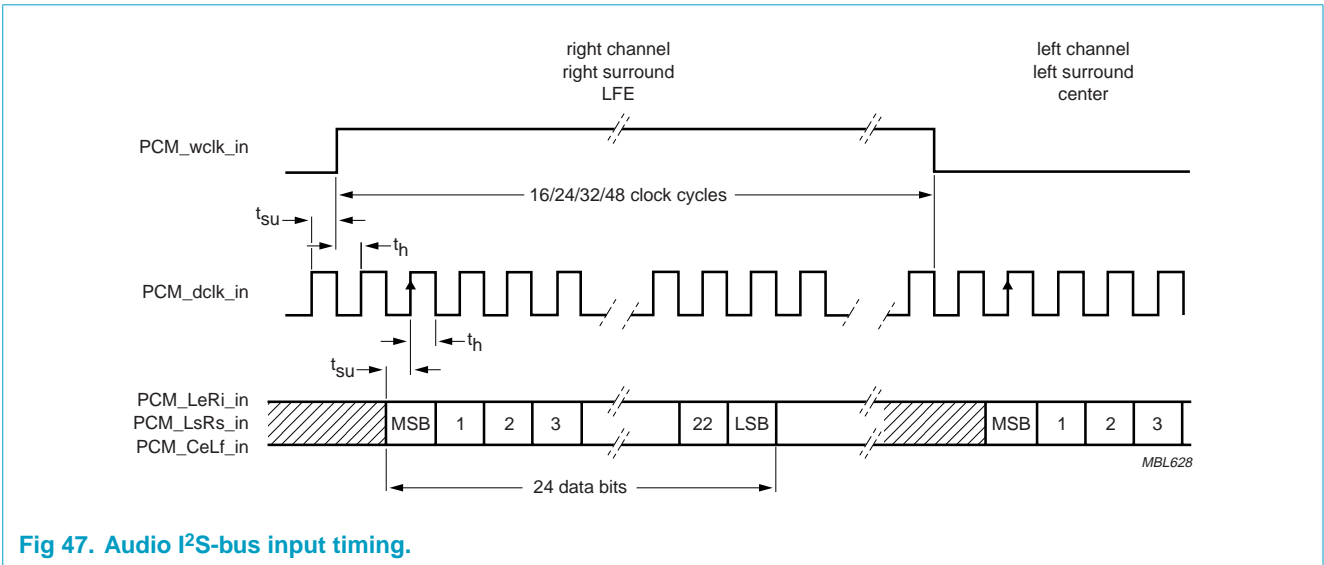 right channel
right surround
LFE
left channel
left surround
center
PCM_wclk_in
16/24/32/48 clock cycles
tsu
th
PCM_dclk_in
th
tsu
PCM_LeRi_in
PCM_LsRs_in
PCM_CeLf_in
MSB 1 2 3 22 LSB MSB 1 2 3
MBL628
24 data bits
Fig 47. Audio I²S-bus input timing.